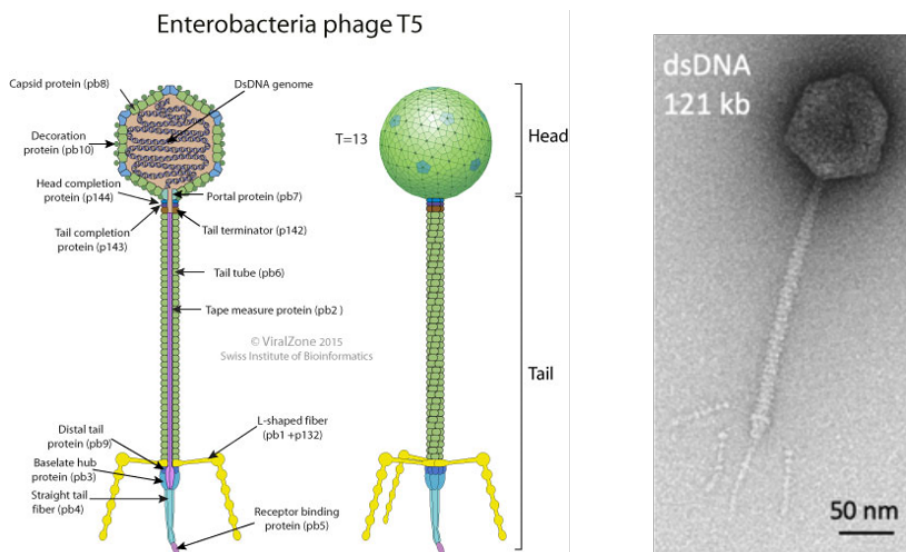 Enterobacteria phage T5
Capsid protein (pb8)
DsDNA genome
Decoration
protein (pb10)
Head completion
protein (p144)
Tail completion
protein (p143)
Portal protein (pb7)
Tail terminator (p142)
Tail tube (pb6)
Tape measure protein (pb2 )
© ViralZone 2015
Swiss Institute of Bioinformatics
Distal tail
protein (pb9)
Baselate hub
protein (pb3)
Straight tail
fiber (pb4)
L-shaped fiber
(pb1 +p132)
Receptor binding
protein (pb5)
T=13
Head
Tail
dsDNA
121 kb
50 nm